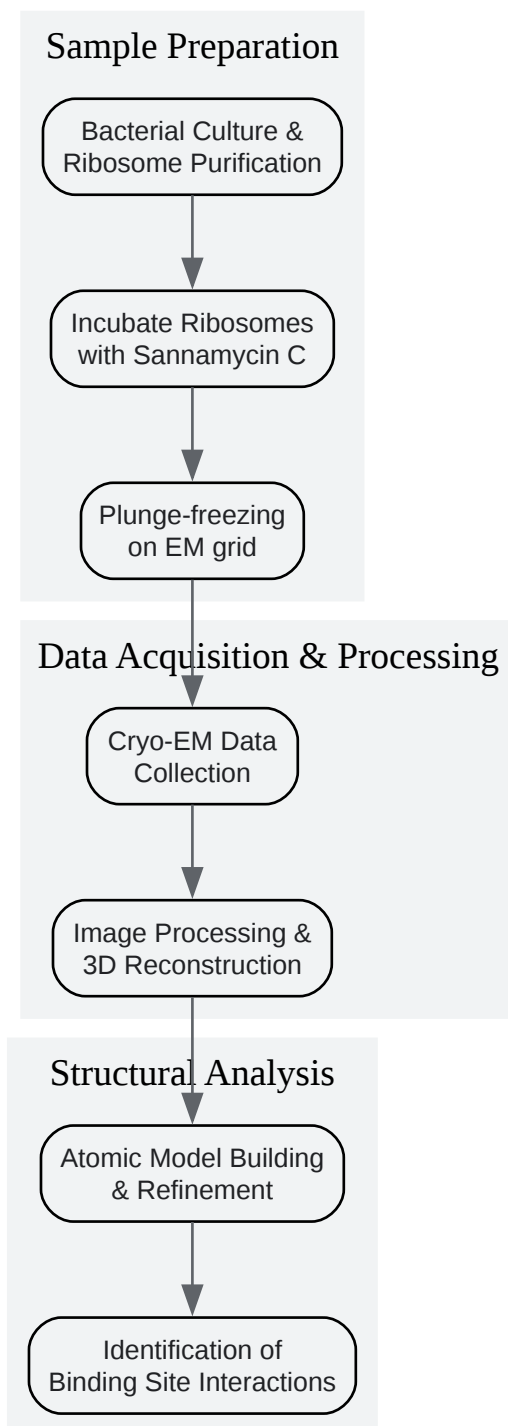 Sample Preparation
Bacterial Culture &
Ribosome Purification
Incubate Ribosomes
with Sannamycin C
Plunge-freezing
on EM grid
Data Acquisition & Processing
Cryo-EM Data
Collection
Image Processing &
3D Reconstruction
Structural Analysis
Atomic Model Building
& Refinement
Identification of
Binding Site Interactions